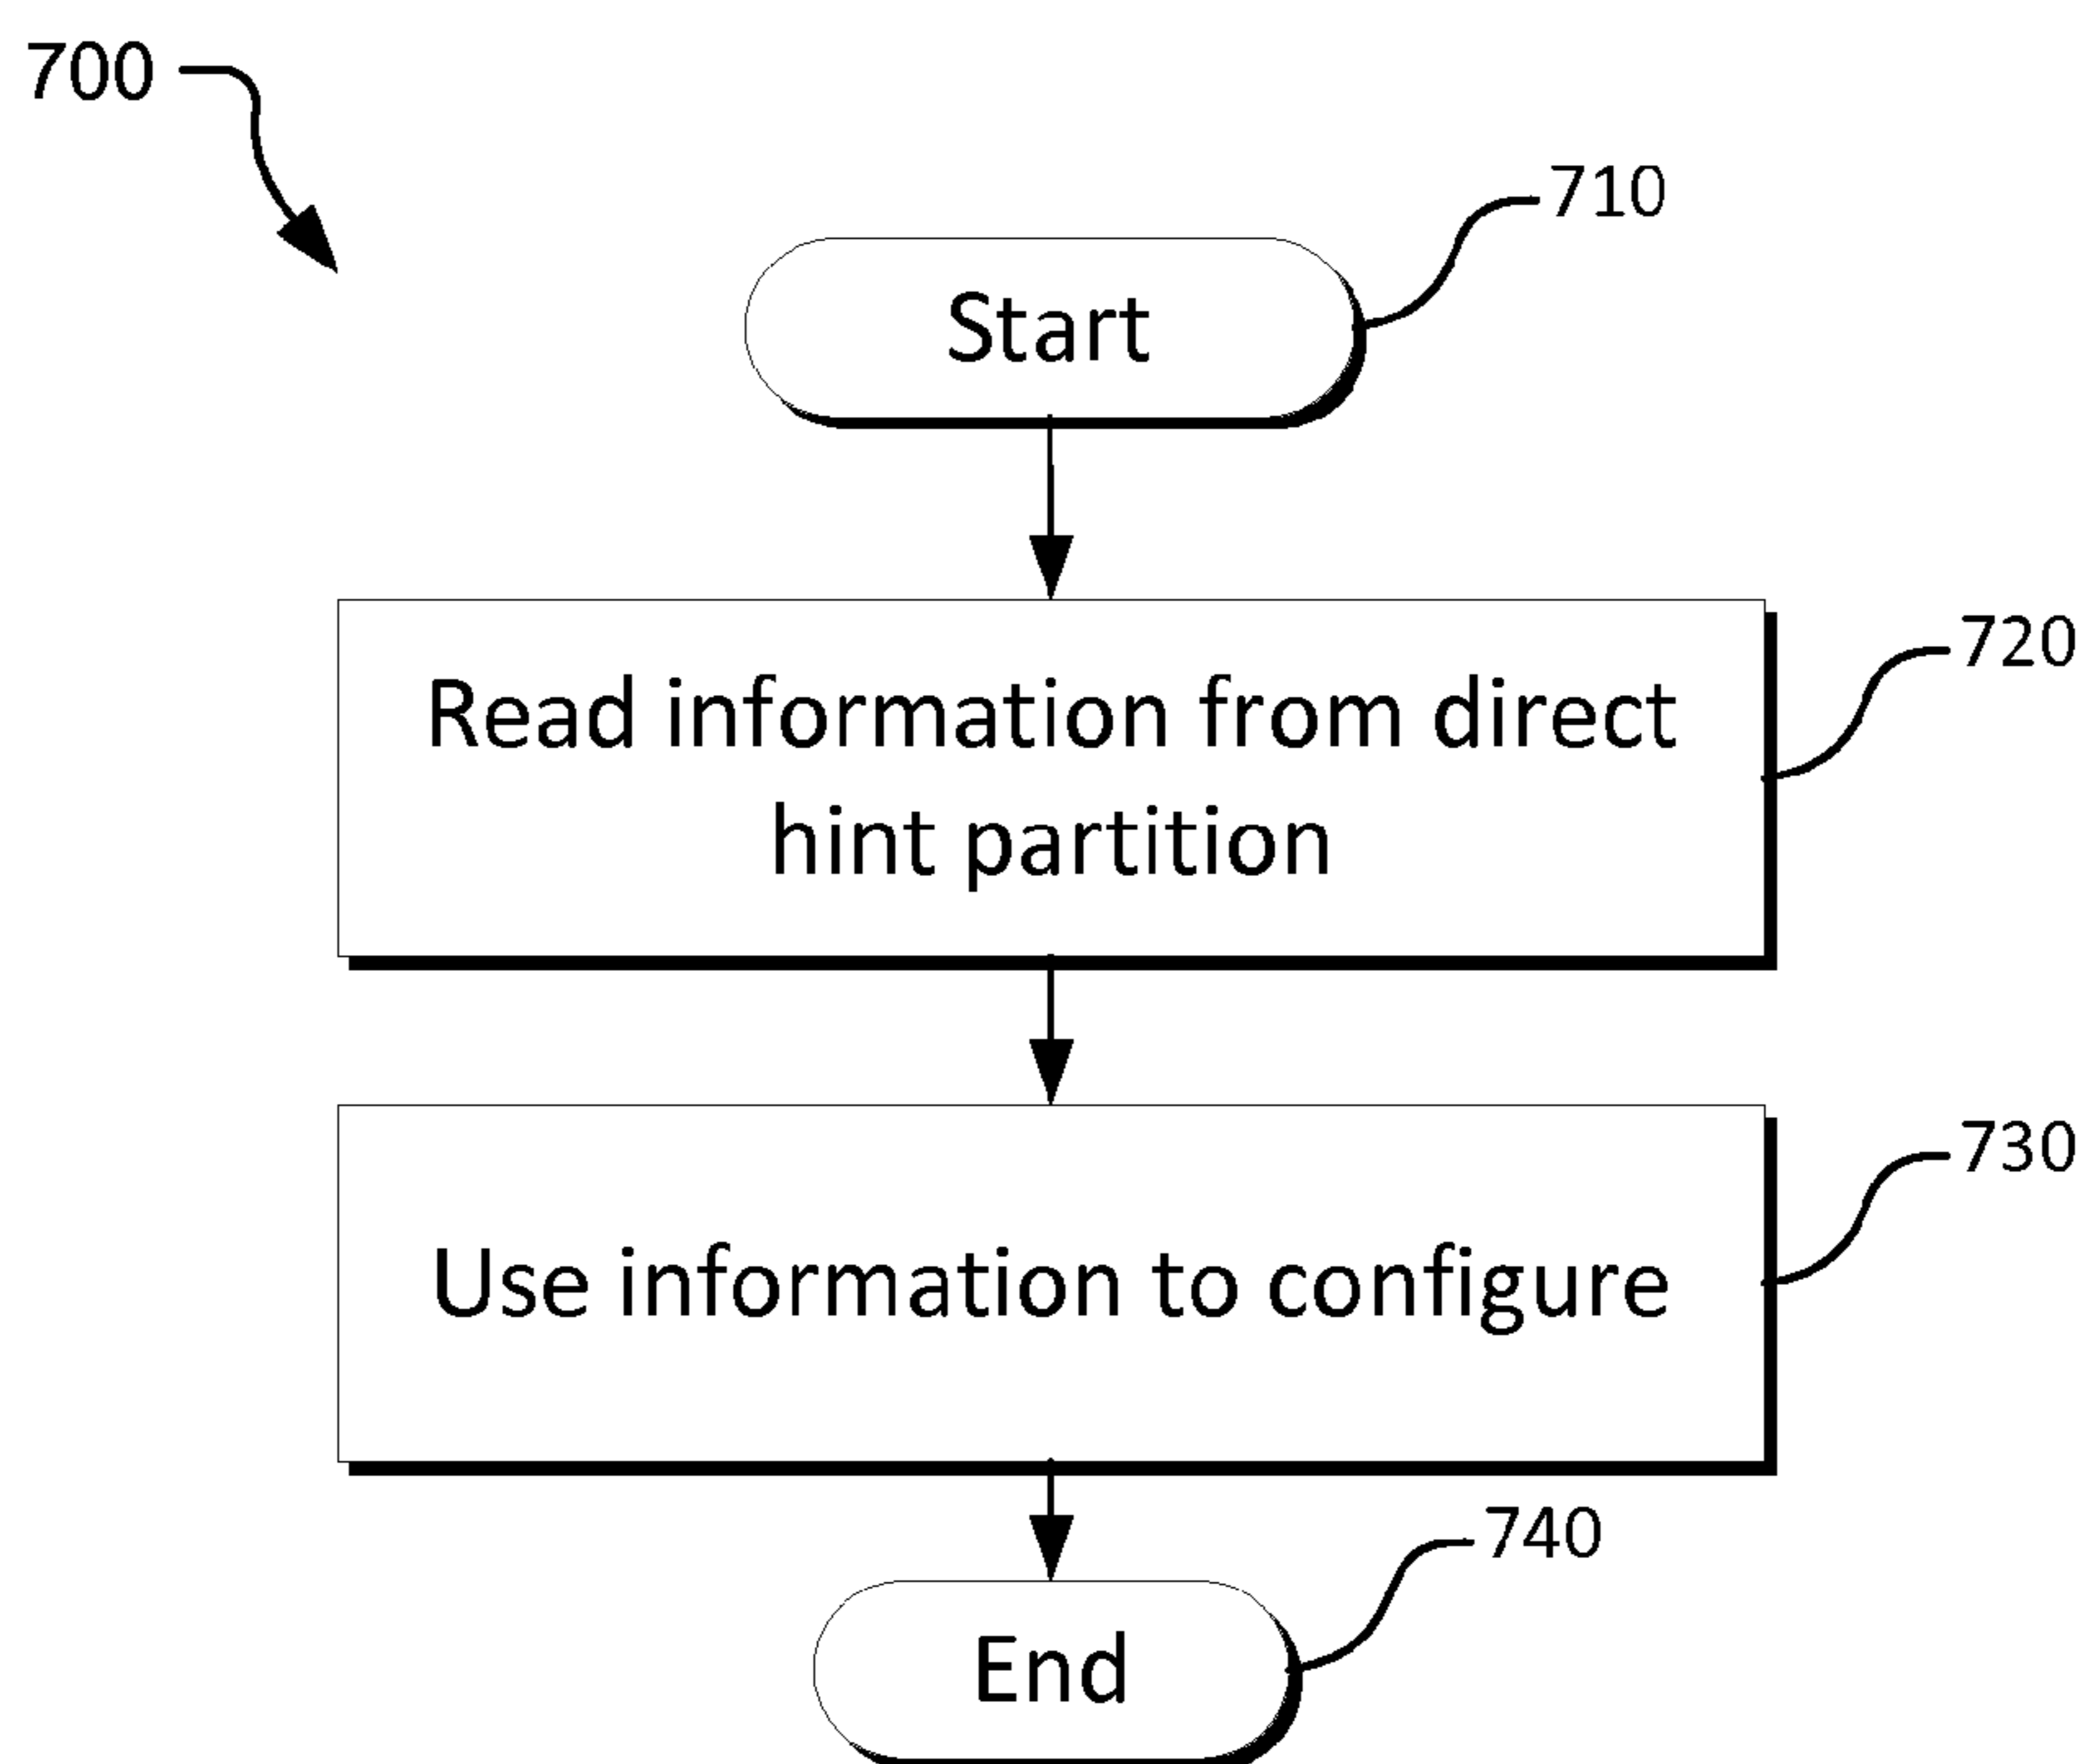 700
710
Start
720
Read information from direct
hint partition
730
Use information to configure
740
End